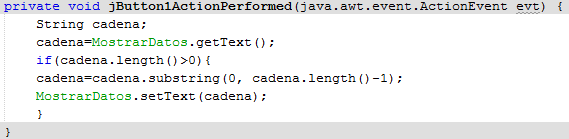 private void jButton1ActionPerformed(java.awt.event.ActionEvent evt) {
String cadena;
cadena=MostrarDatos.getText();
if(cadena.length()>0){
cadena=cadena.substring(0, cadena.length()-1);
MostrarDatos.setText(cadena);
}
}